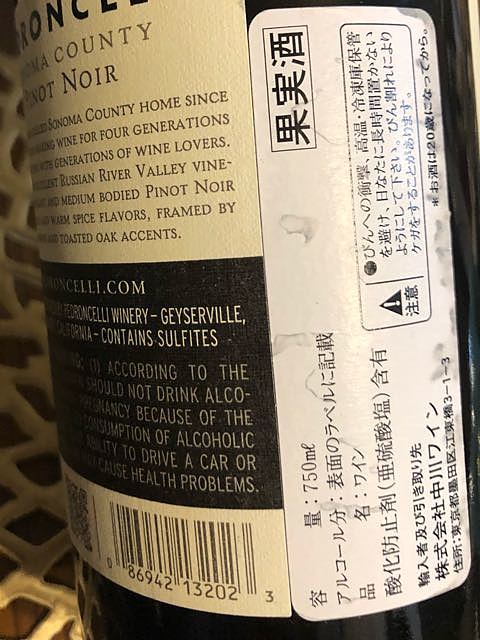 SONOMA COUNTY
PINOT NOIR
SONOMA COUNTY HOME SINCE
WINE FOR FOUR GENERATIONS
WITH GENERATIONS OF WINE LOVERS.
RUSSIAN RIVER VALLEY VINE-
AND MEDIUM BODIED PINOT NOIR
AND WARM SPICE FLAVORS, FRAMED BY
AND TOASTED OAK ACCENTS.
PEDRONCELLI.COM
PEDRONCELLI WINERY – GEYSERVILLE,
CALIFORNIA – CONTAINS SULFITES
(1) ACCORDING TO THE
SHOULD NOT DRINK ALCO-
PREGNANCY BECAUSE OF THE
CONSUMPTION OF ALCOHOLIC
ABILITY TO DRIVE A CAR OR
CAUSE HEALTH PROBLEMS.
0 86942 13202 3
果実酒
●びんへの衝撃、高温・冷凍庫保管
を避け、日なたに長時間置かない
ようにして下さい。びん割れにより
ケガをすることがあります。
注意
＊お酒は20歳になってから。
容量：750mℓ
アルコール分：表面のラベルに記載
品名：ワイン
酸化防止剤(亜硫酸塩)含有
輸入者及び引き取り先
株式会社中川ワイン
住所:東京都墨田区江東橋3-1-3